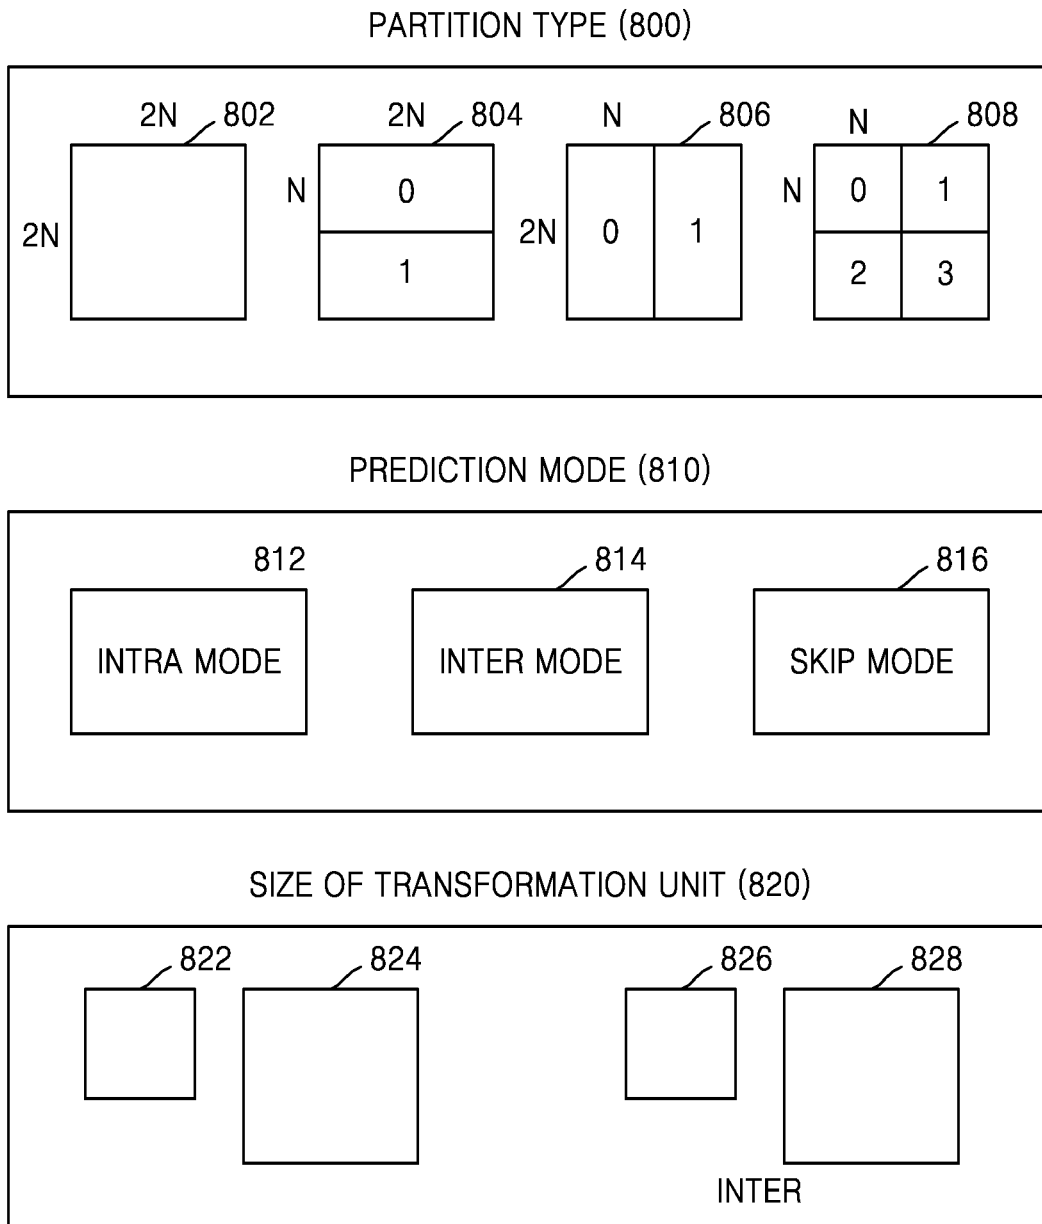 PARTITION TYPE (800)
2N 802 2N 804 N 806 N 808
N 0 N 0 1
2N 2N 0 1
1 2 3
PREDICTION MODE (810)
812 814 816
INTRA MODE INTER MODE SKIP MODE
SIZE OF TRANSFORMATION UNIT (820)
822 824 826 828
INTER